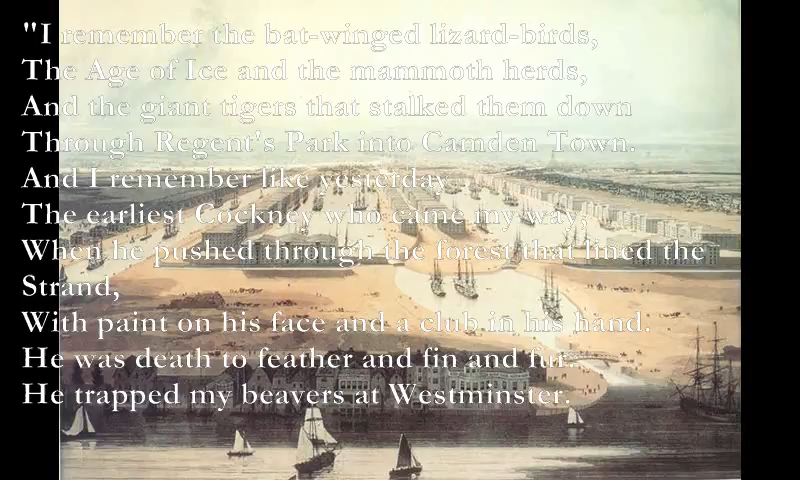 "I remember the bat-winged lizard-birds,
The Age of Ice and the mammoth herds,
And the giant tigers that stalked them down
Through Regent's Park into Camden Town.
And I remember like yesterday
The earliest Cockney who came my way,
When he pushed through the forest that lined the
Strand,
With paint on his face and a club in his hand.
He was death to feather and fin and fur.
He trapped my beavers at Westminster.